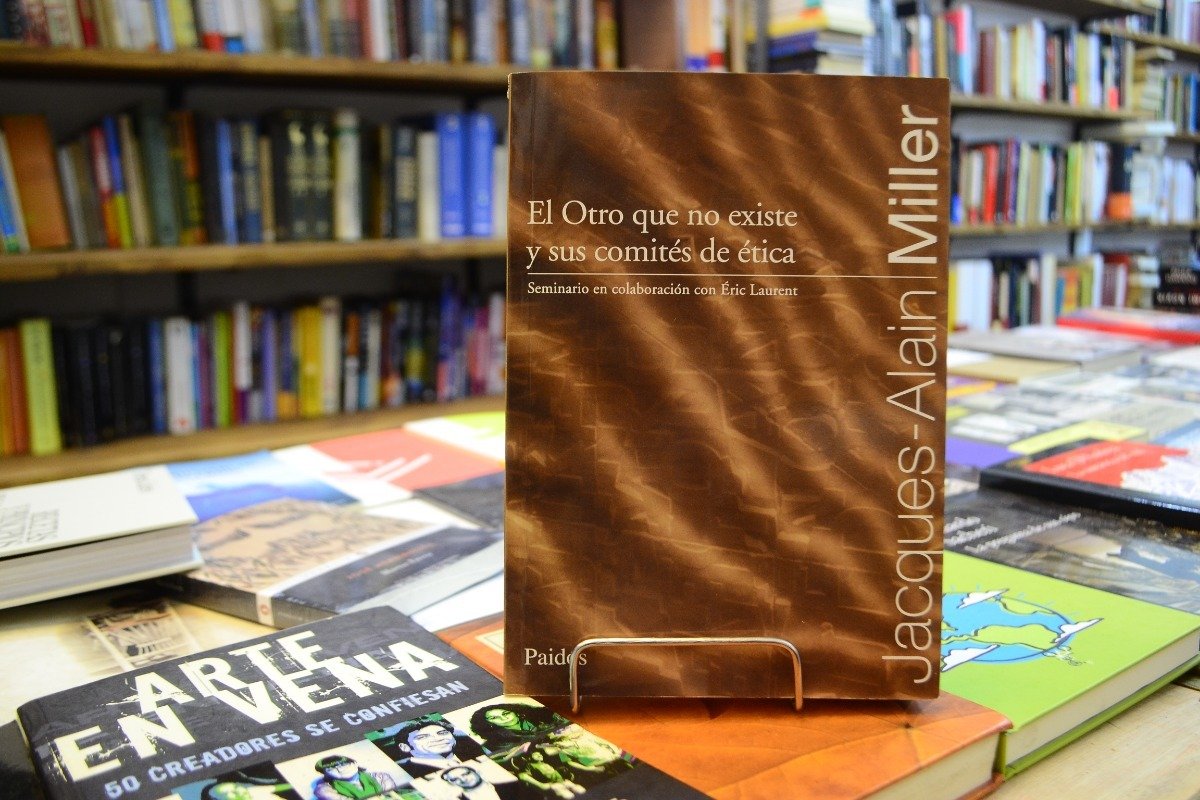 El Otro que no existe
y sus comités de ética
Seminario en colaboración con Éric Laurent
Jacques-Alain Miller
Paidós
ARTE
EN VENA
50 CREADORES SE CONFIESAN